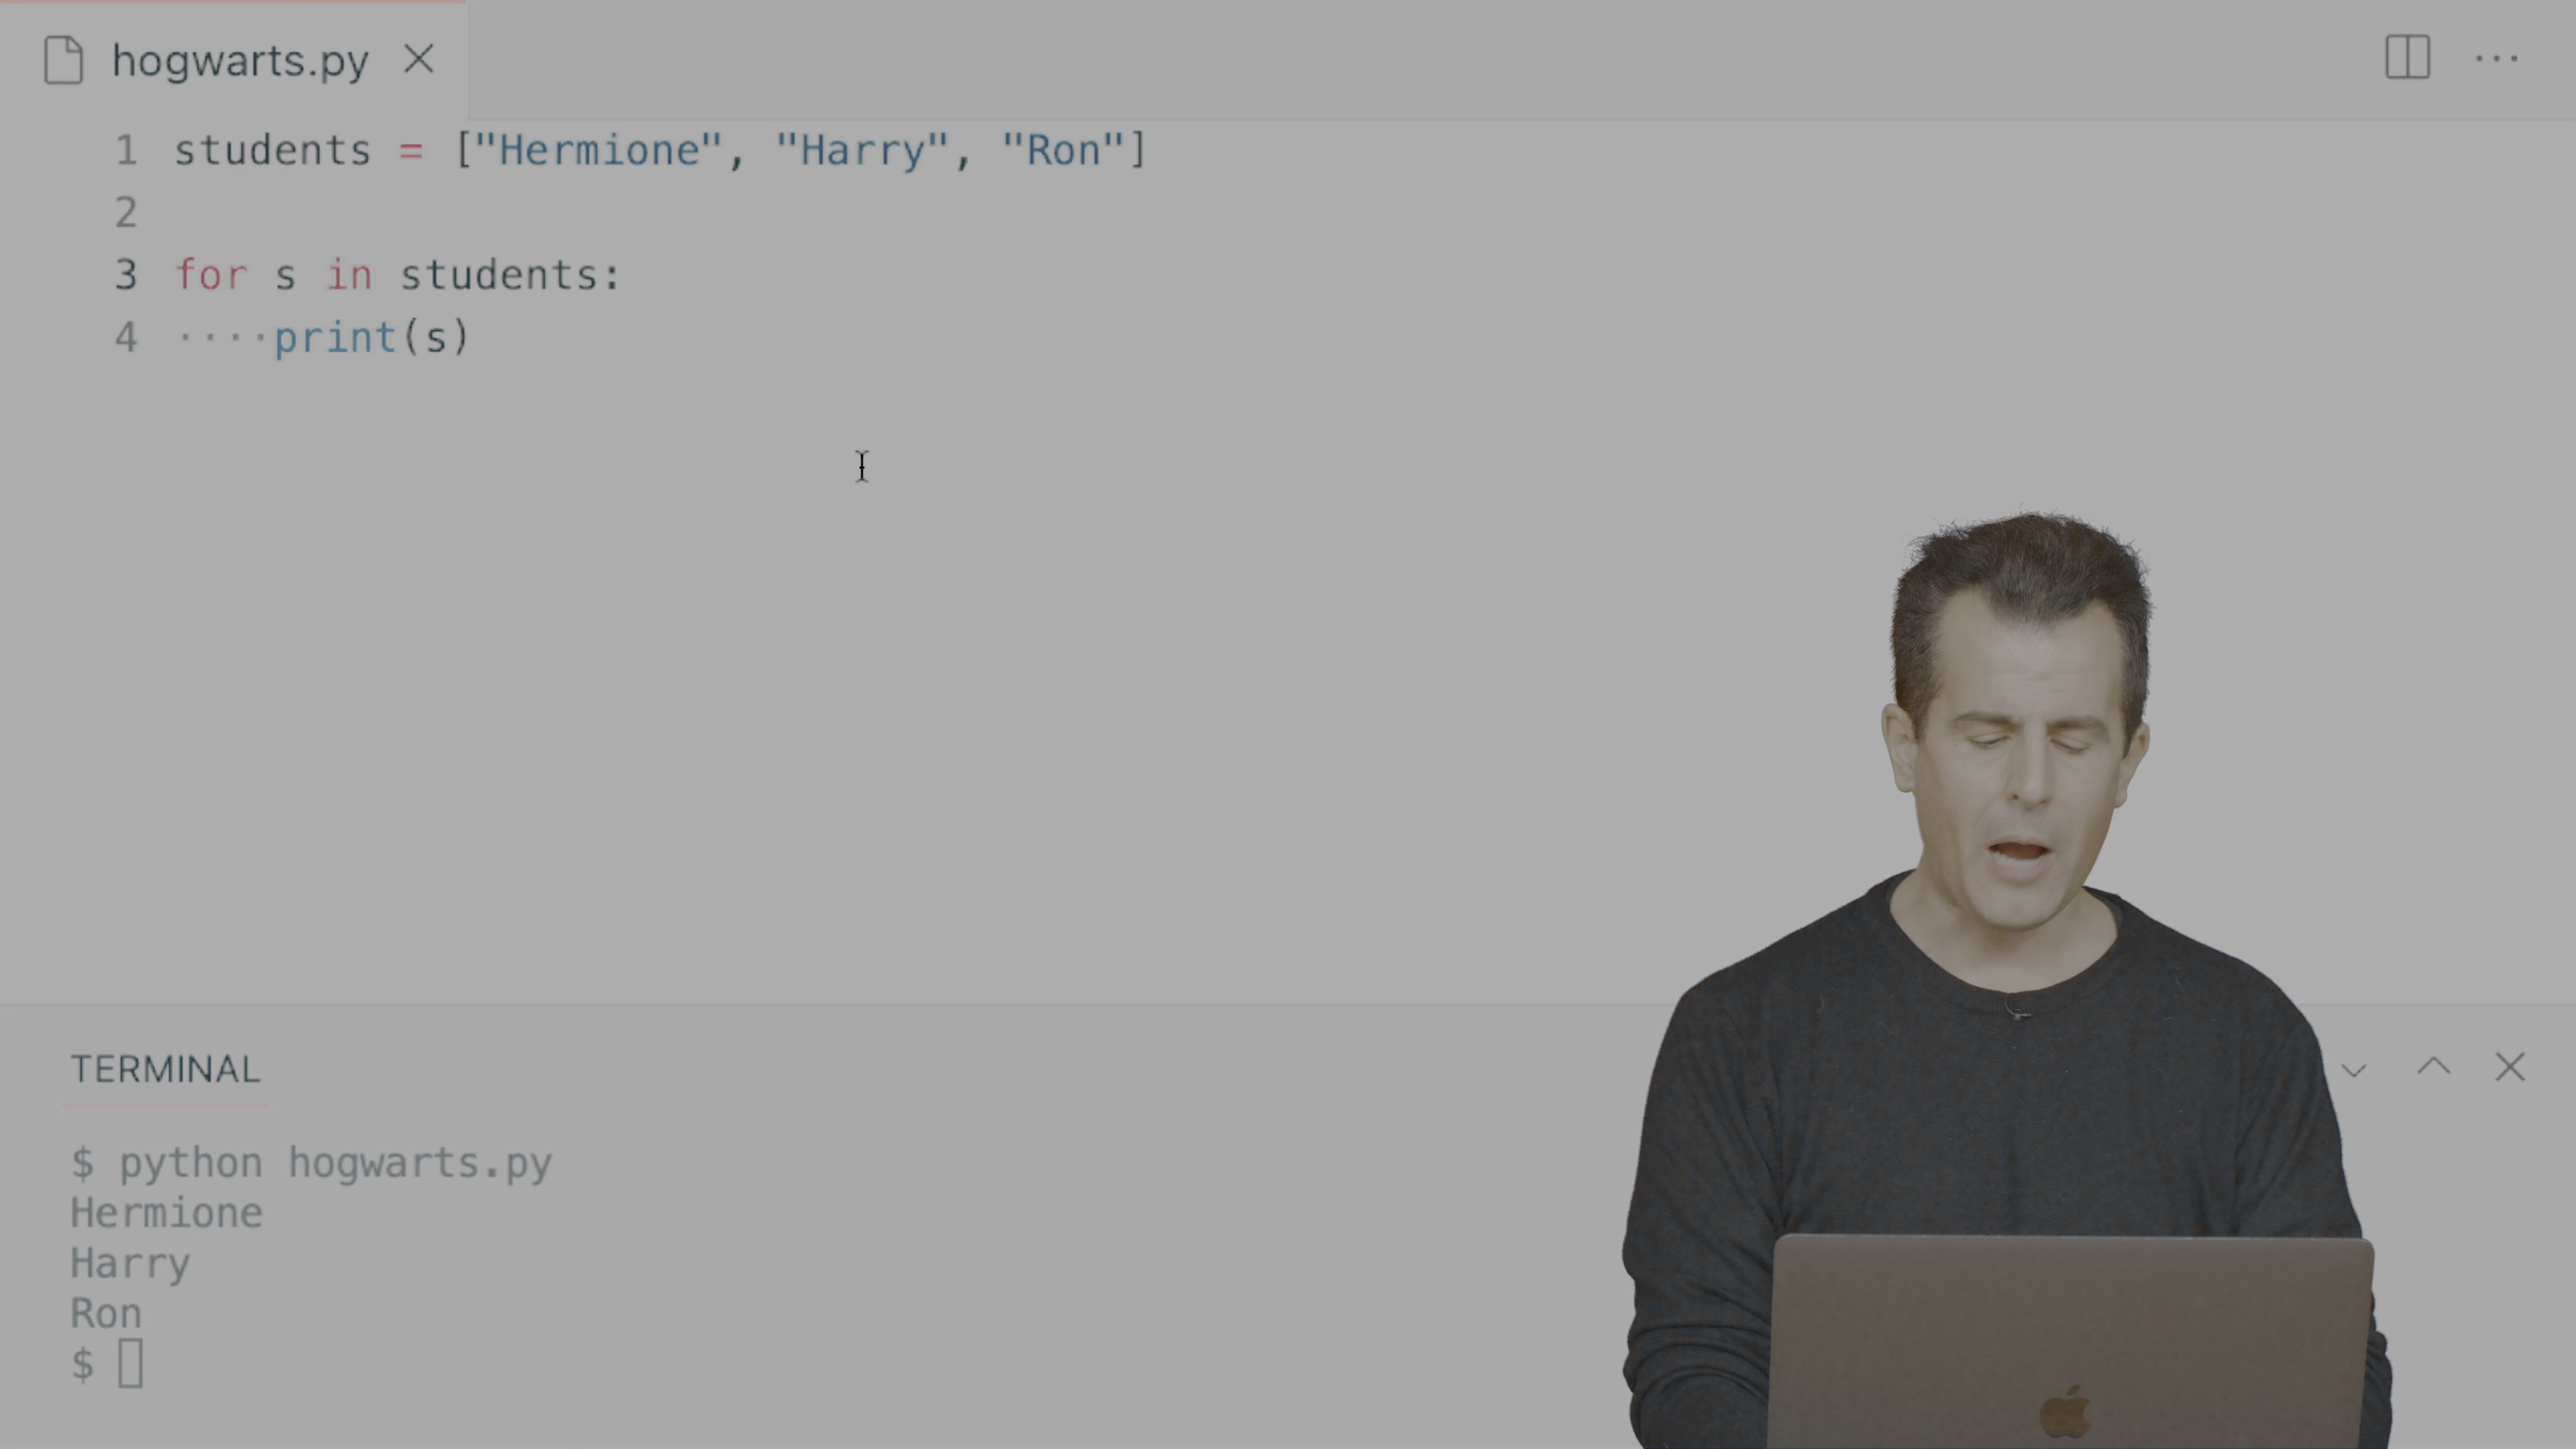 hogwarts.py
1 students = ["Hermione", "Harry", "Ron"]
2
3 for s in students:
4 ····print(s)
TERMINAL
$ python hogwarts.py
Hermione
Harry
Ron
$